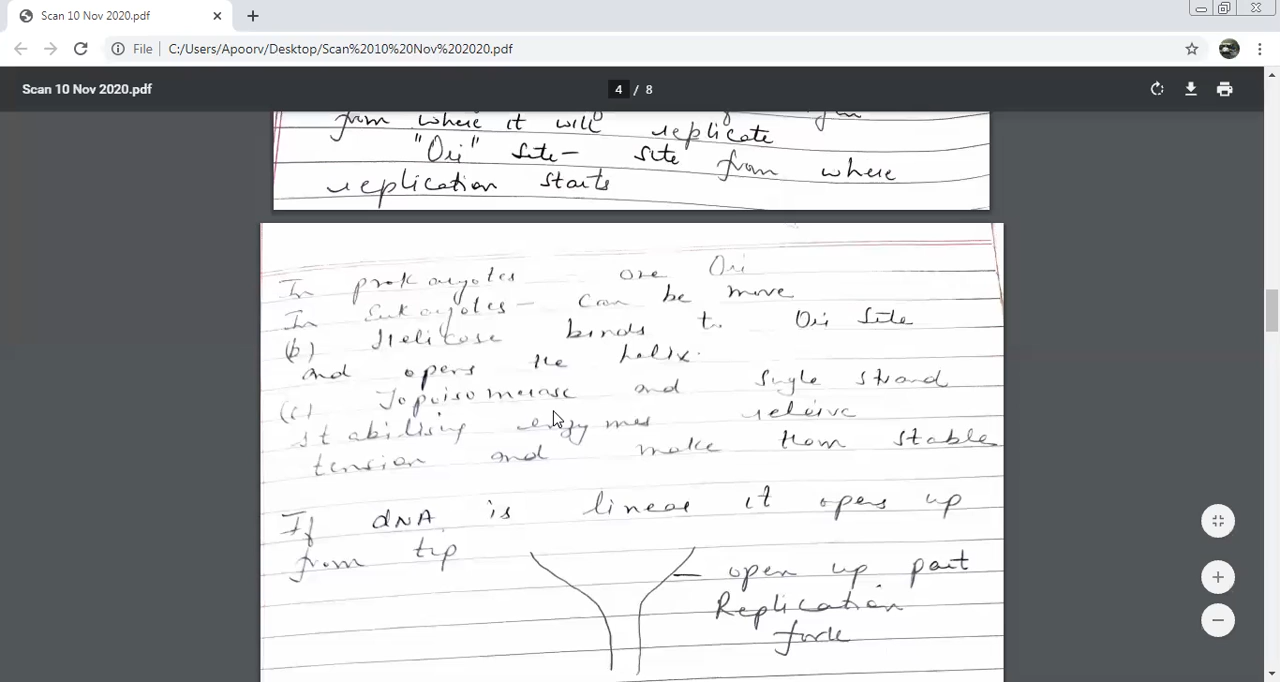 Scan 10 Nov 2020.pdf
File
C:/Users/Apoorv/Desktop/Scan%2010%20Nov%202020.pdf
Scan 10 Nov 2020.pdf
4 / 8
from where it will replicate
"Ori" site- site from where
replication starts
In prokaryotes one Ori
In Eukaryotes- can be more
(b) Helicase binds to Ori site
and opens the helix.
(c) Topoisomerase and single strand
stabilising enzymes relieve
tension and make them stable
If dNA is linear it opens up
from tip
open up part
Replication
fork